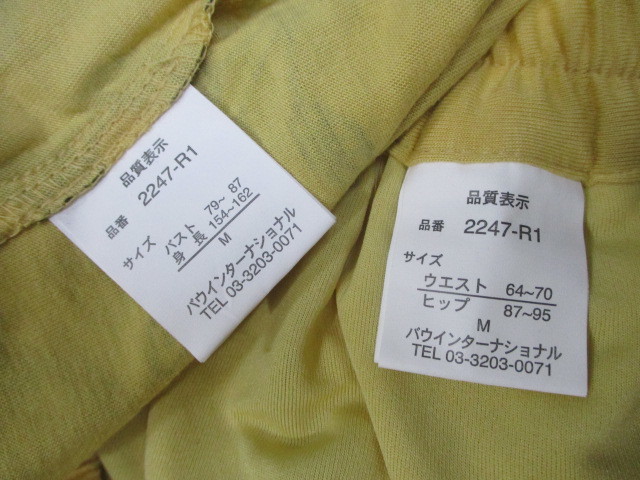 品質表示
品番 2247-R1
サイズ
バスト 79~ 87
身長 154~162
M
パウインターナショナル
TEL 03-3203-0071
品質表示
品番 2247-R1
サイズ
ウエスト 64~70
ヒップ 87~95
M
パウインターナショナル
TEL 03-3203-0071